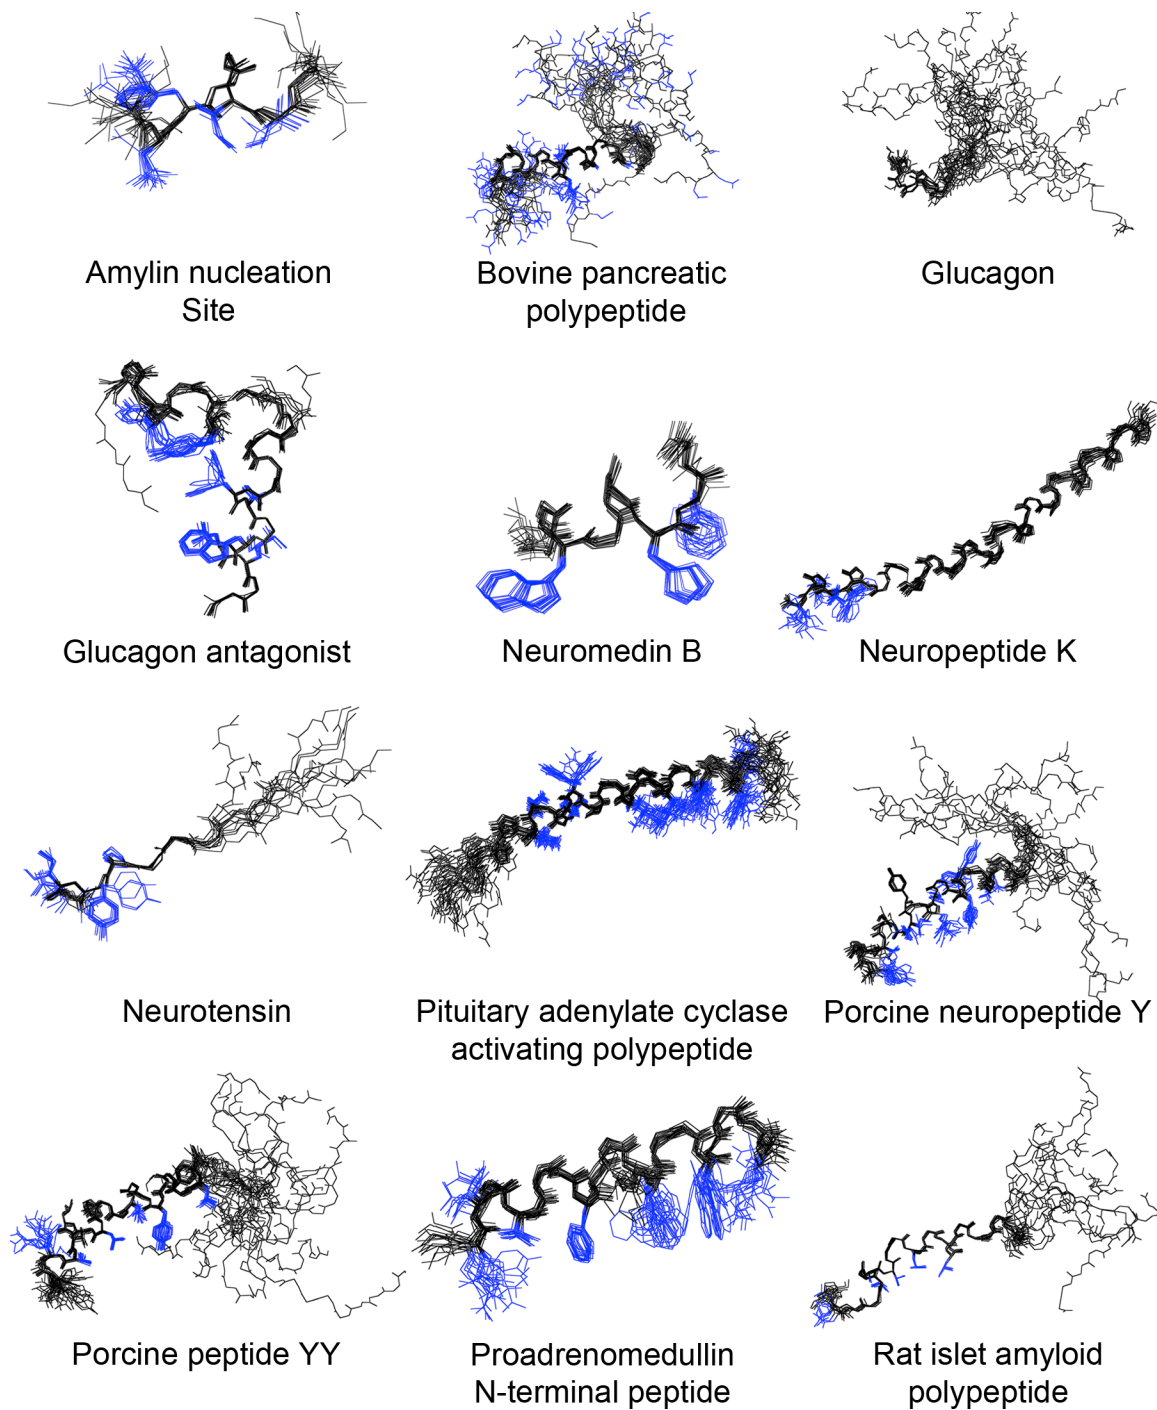 Amylin nucleation
Site
Bovine pancreatic
polypeptide
Glucagon
Glucagon antagonist
Neuromedin B
Neuropeptide K
Neurotensin
Pituitary adenylate cyclase
activating polypeptide
Porcine neuropeptide Y
Porcine peptide YY
Proadrenomedullin
N-terminal peptide
Rat islet amyloid
polypeptide